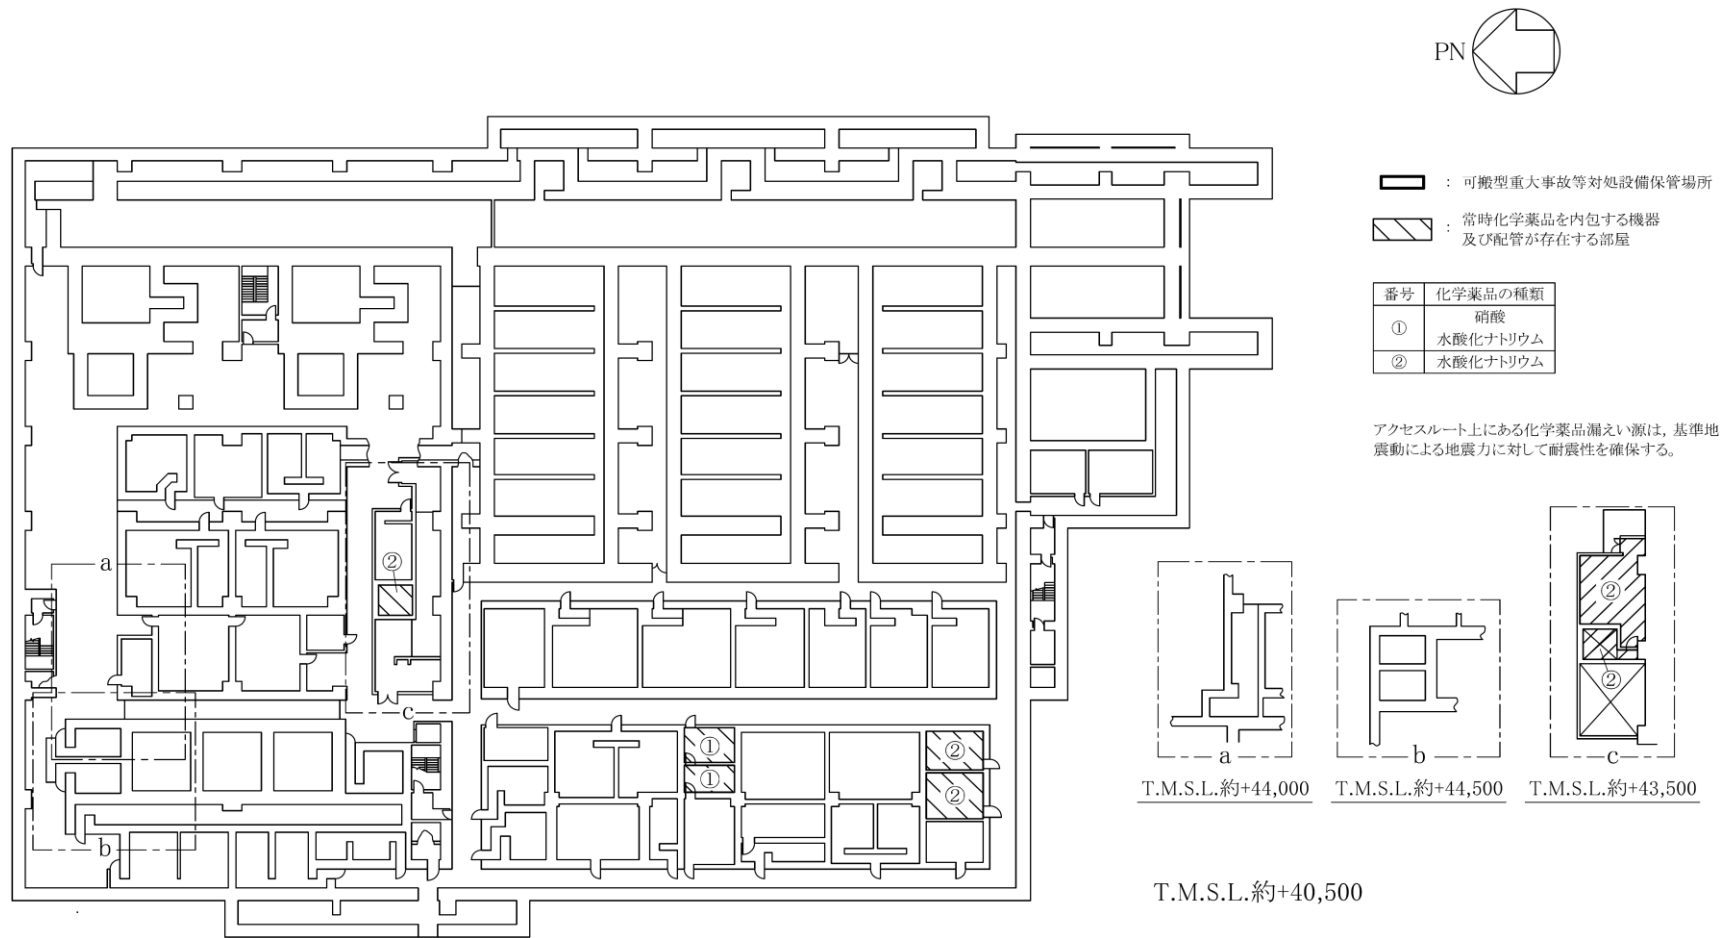 PN
： 可搬型重大事故等対処設備保管場所
： 常時化学薬品を内包する機器
及び配管が存在する部屋
番号 化学薬品の種類
① 硝酸
水酸化ナトリウム
② 水酸化ナトリウム
アクセスルート上にある化学薬品漏えい源は，基準地
震動による地震力に対して耐震性を確保する。
a
②
c
b
①
①
②
②
②
②
a
T.M.S.L.約+44,000
b
T.M.S.L.約+44,500
c
T.M.S.L.約+43,500
T.M.S.L.約+40,500